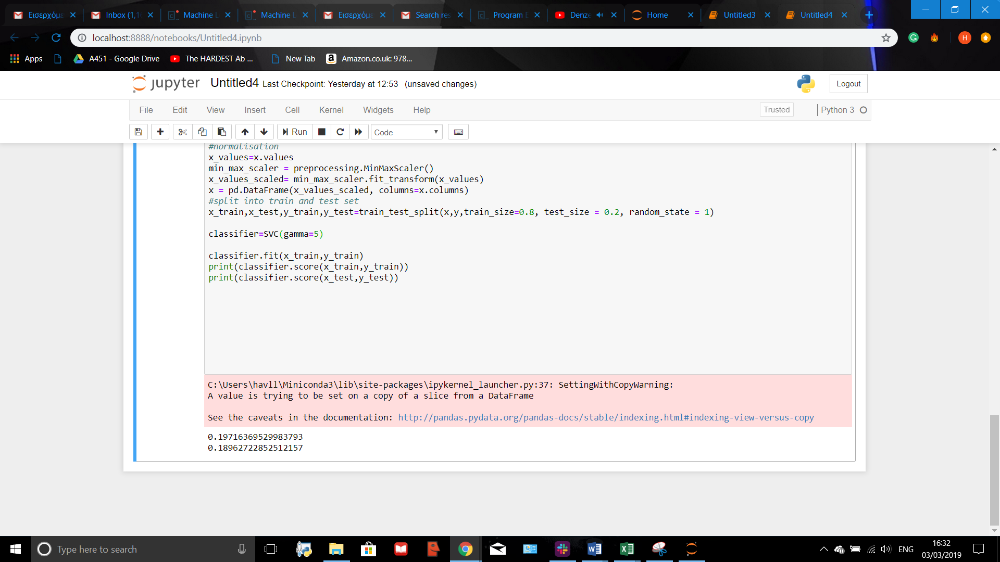 Εισερχόμε
Inbox (1,1
Machine L
Machine L
Εισερχόμε
Search res
Program E
Denze
Home
Untitled3
Untitled4
localhost:8888/notebooks/Untitled4.ipynb
H
Apps
A451 - Google Drive
The HARDEST Ab ...
New Tab
Amazon.co.uk: 978...
jupyter Untitled4 Last Checkpoint: Yesterday at 12:53 (unsaved changes)
Logout
File Edit View Insert Cell Kernel Widgets Help
Trusted
Python 3
Run
Code
#normalisation
x_values=x.values
min_max_scaler = preprocessing.MinMaxScaler()
x_values_scaled= min_max_scaler.fit_transform(x_values)
x = pd.DataFrame(x_values_scaled, columns=x.columns)
#split into train and test set
x_train,x_test,y_train,y_test=train_test_split(x,y,train_size=0.8, test_size = 0.2, random_state = 1)
classifier=SVC(gamma=5)
classifier.fit(x_train,y_train)
print(classifier.score(x_train,y_train))
print(classifier.score(x_test,y_test))
C:\Users\havll\Miniconda3\lib\site-packages\ipykernel_launcher.py:37: SettingWithCopyWarning:
A value is trying to be set on a copy of a slice from a DataFrame
See the caveats in the documentation: http://pandas.pydata.org/pandas-docs/stable/indexing.html#indexing-view-versus-copy
0.19716369529983793
0.18962722852512157
Type here to search
ENG
16:32
03/03/2019